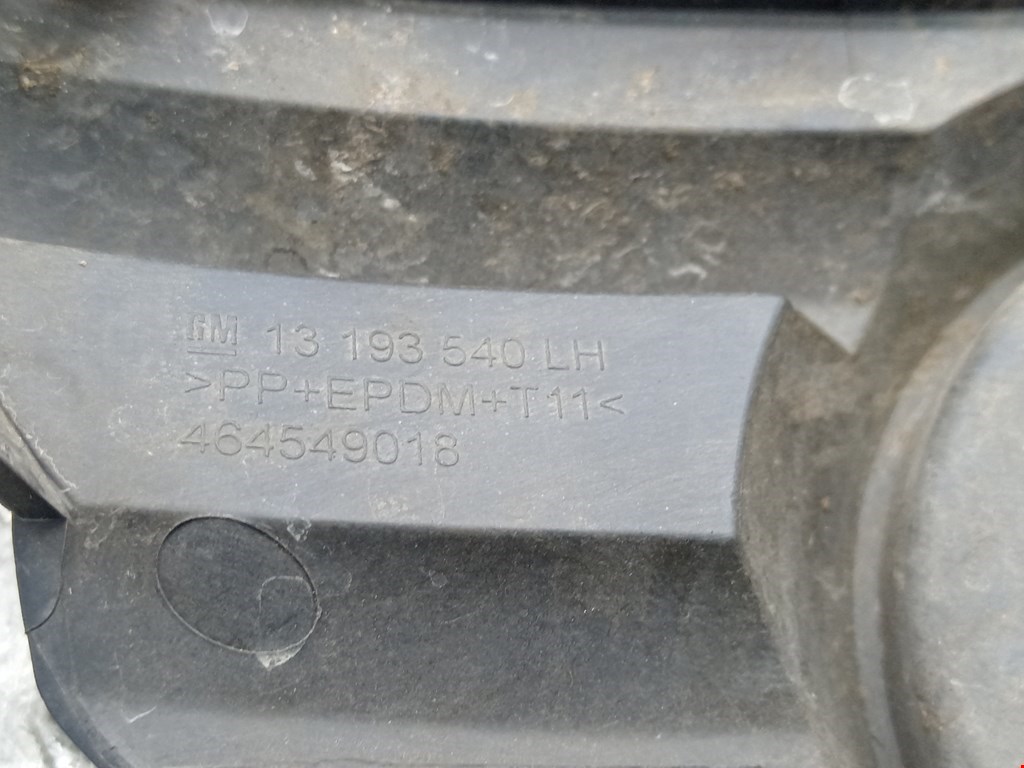 GM 13 193 540 LH
>PP+EPDM+T11<
464549018